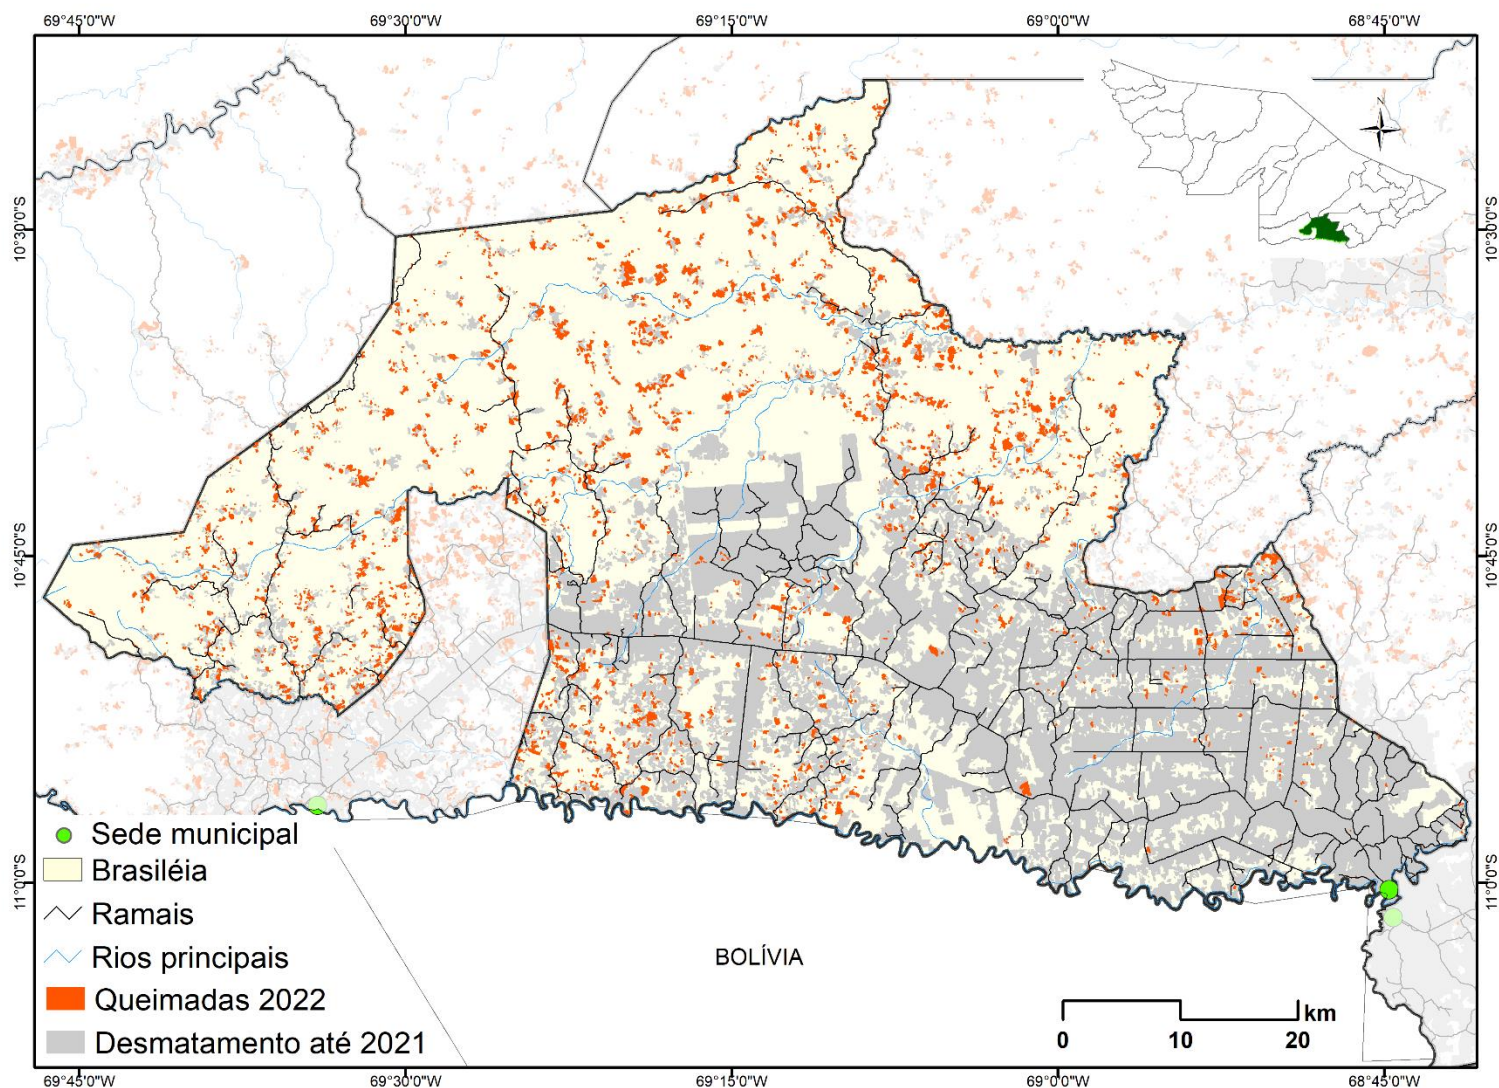 69°45'0"W 69°30'0"W 69°15'0"W 69°0'0"W 68°45'0"W
N
10°30'0"S 10°30'0"S
10°45'0"S 10°45'0"S
11°0'0"S 11°0'0"S
Sede municipal
Brasiléia
Ramais
Rios principais
Queimadas 2022
Desmatamento até 2021
BOLÍVIA
km
0 10 20
69°45'0"W 69°30'0"W 69°15'0"W 69°0'0"W 68°45'0"W